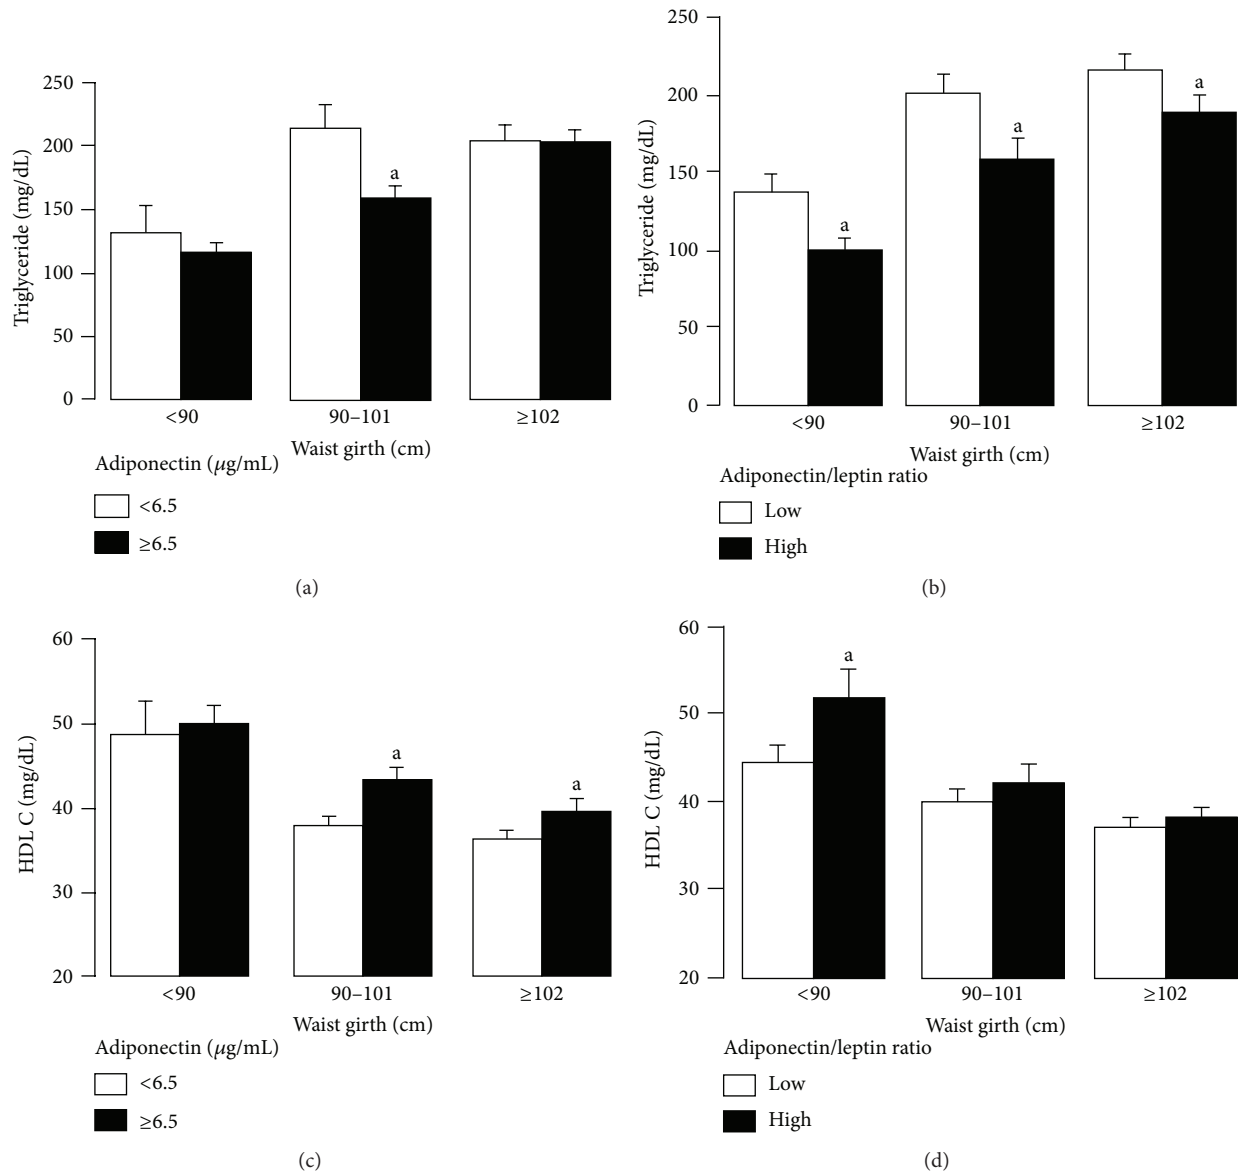 250
200
150
100
50
0
Triglyceride (mg/dL)
a
<90
90–101
≥102
Waist girth (cm)
Adiponectin (μg/mL)
<6.5
≥6.5
(a)
250
200
150
100
50
0
Triglyceride (mg/dL)
a
a
a
<90
90–101
≥102
Waist girth (cm)
Adiponectin/leptin ratio
Low
High
(b)
60
50
40
30
20
HDL C (mg/dL)
a
a
<90
90–101
≥102
Waist girth (cm)
Adiponectin (μg/mL)
<6.5
≥6.5
(c)
60
50
40
30
20
HDL C (mg/dL)
a
<90
90–101
≥102
Waist girth (cm)
Adiponectin/leptin ratio
Low
High
(d)